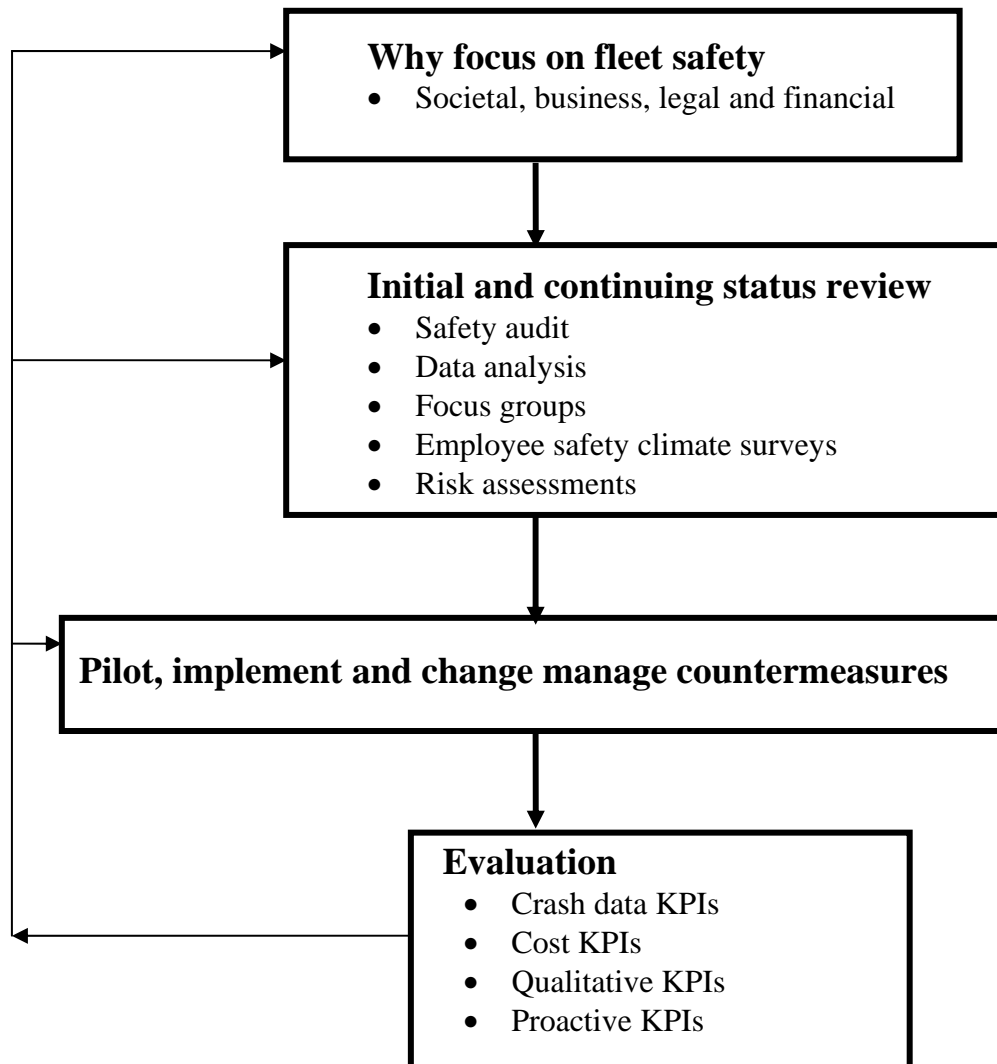 Why focus on fleet safety
• Societal, business, legal and financial
Initial and continuing status review
• Safety audit
• Data analysis
• Focus groups
• Employee safety climate surveys
• Risk assessments
Pilot, implement and change manage countermeasures
Evaluation
• Crash data KPIs
• Cost KPIs
• Qualitative KPIs
• Proactive KPIs